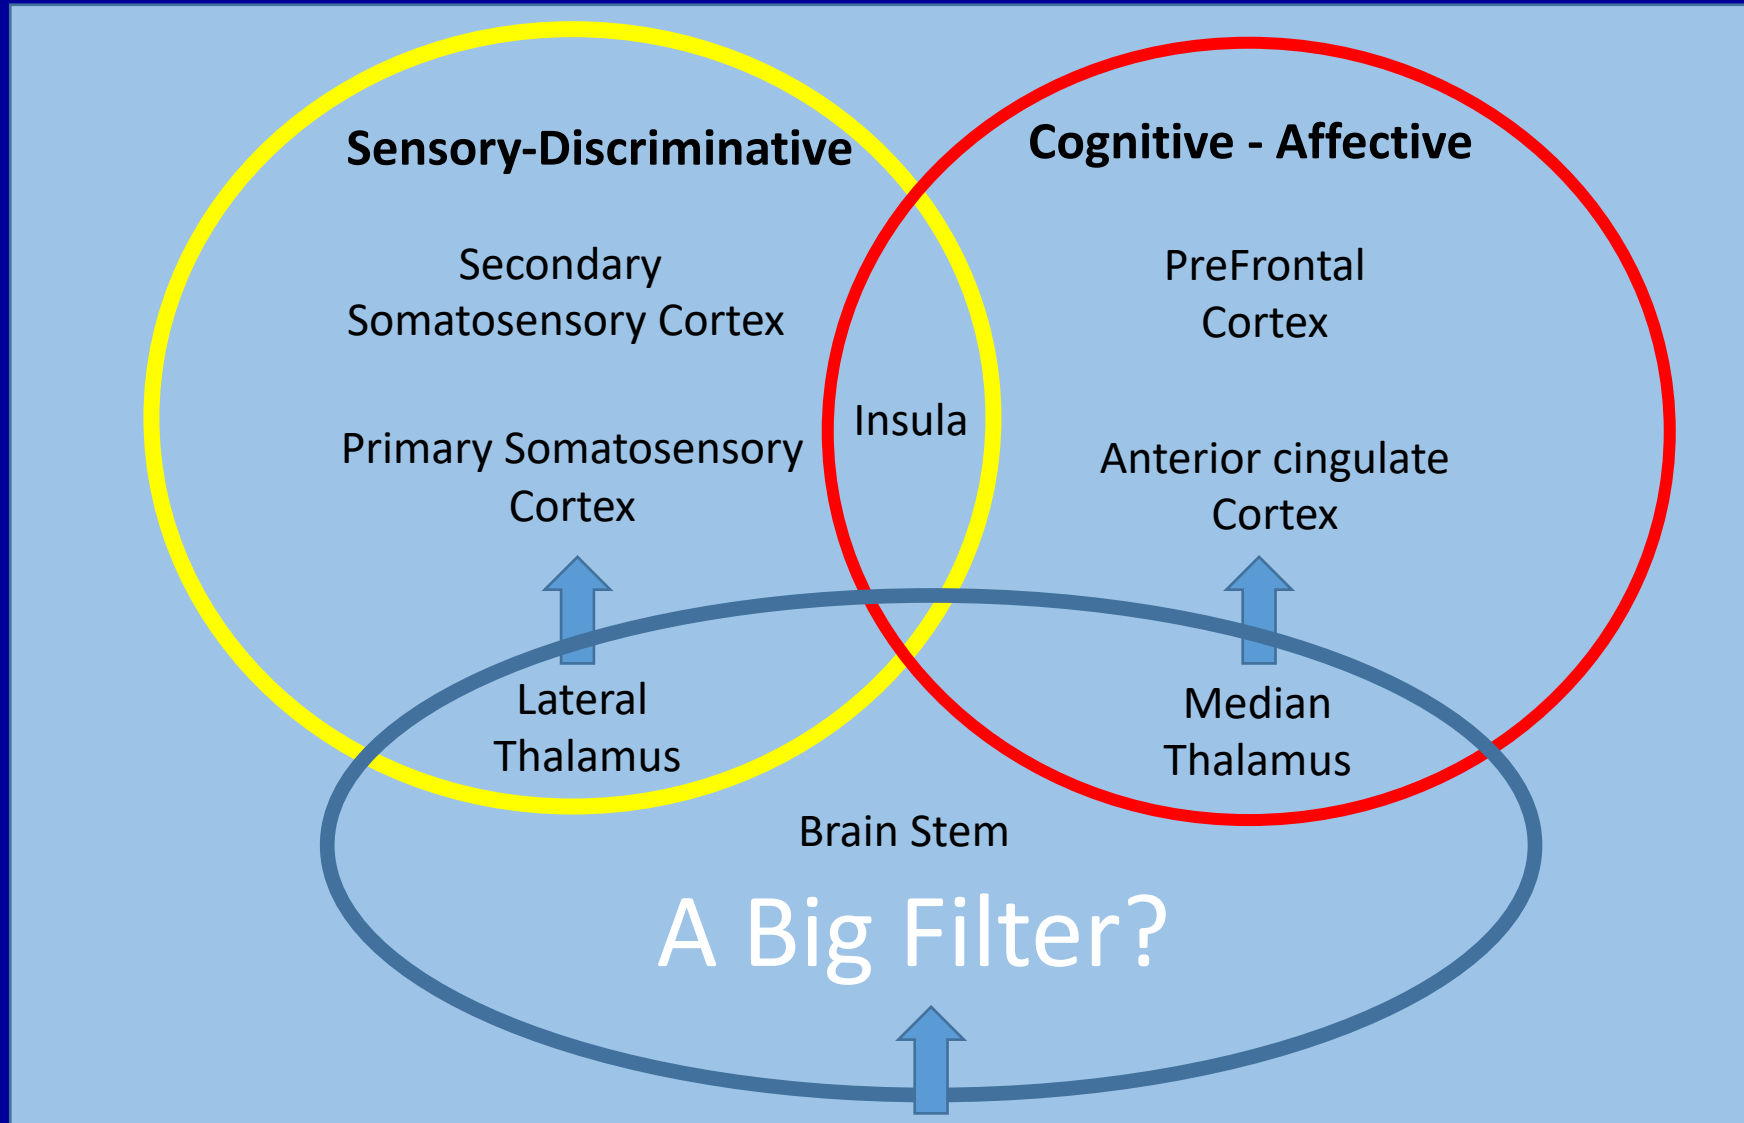 Sensory-Discriminative
Cognitive - Affective
Secondary
Somatosensory Cortex
PreFrontal
Cortex
Insula
Primary Somatosensory
Cortex
Anterior cingulate
Cortex
Lateral
Thalamus
Median
Thalamus
Brain Stem
A Big Filter?